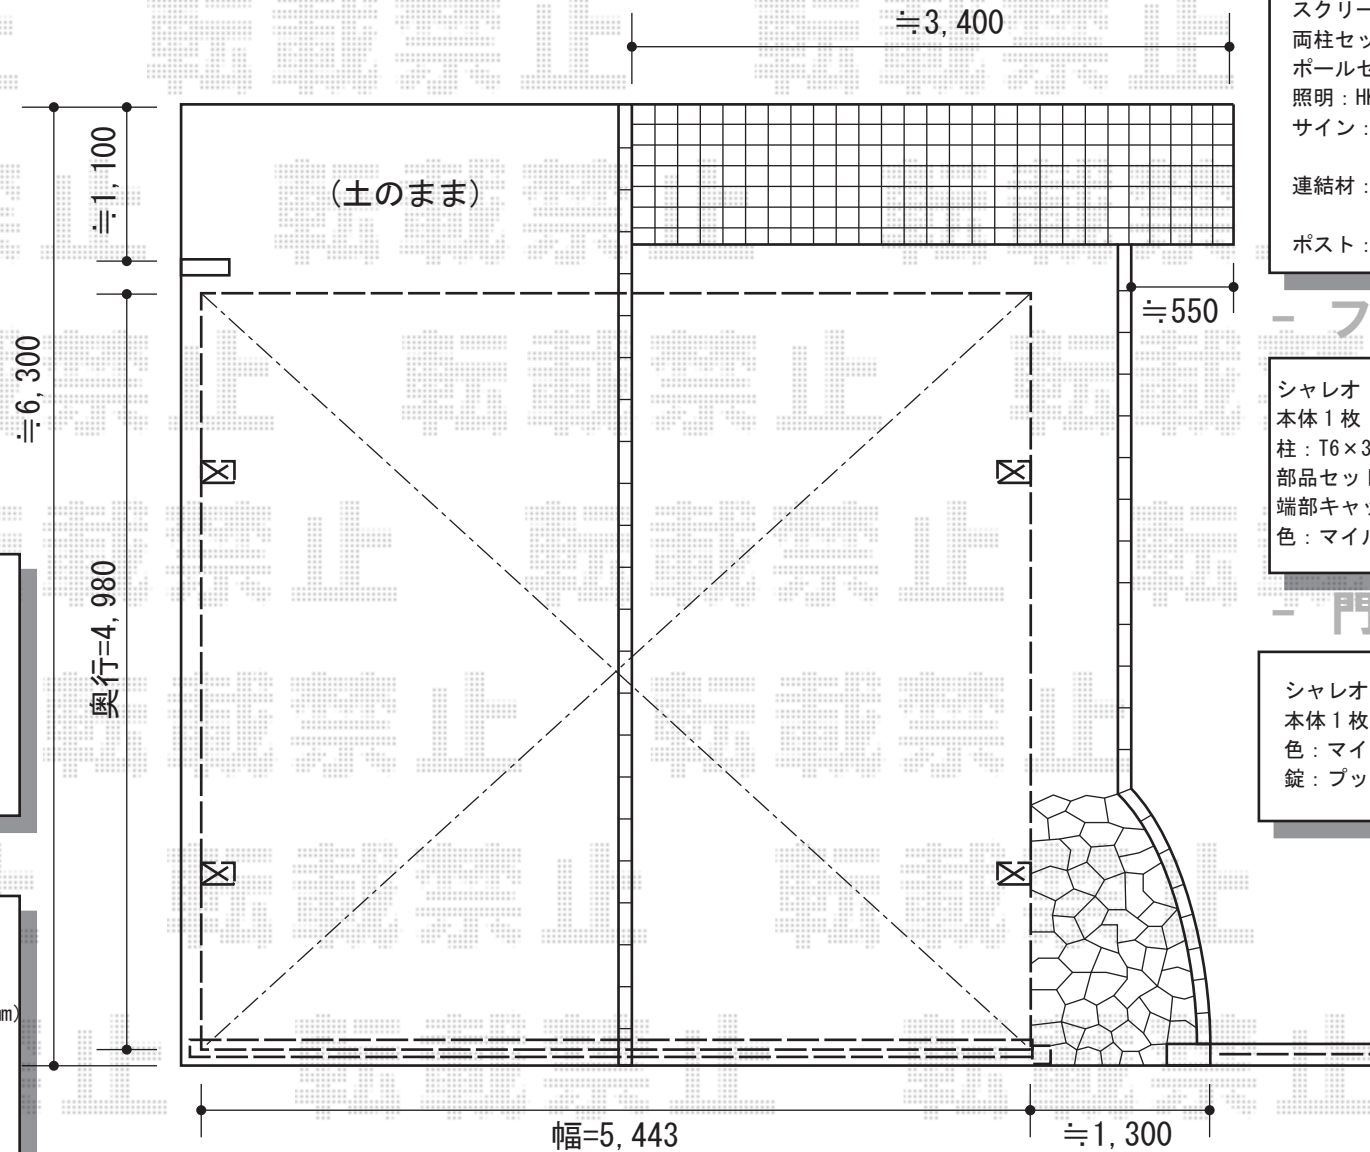 ≒3,400
スクリー
両柱セッ
ポールセ
照明：HH
サイン：
連結材：
ポスト：
≒1,100
(土のまま)
≒550
- フ
≒6,300
シャレオ
本体1枚
柱：T6×3
部品セット
端部キャッ
色：マイル
奥行=4,980
- 門
シャレオ
本体1枚
色：マイ
錠：プッ
mm)
幅=5,443
≒1,300
転載禁止